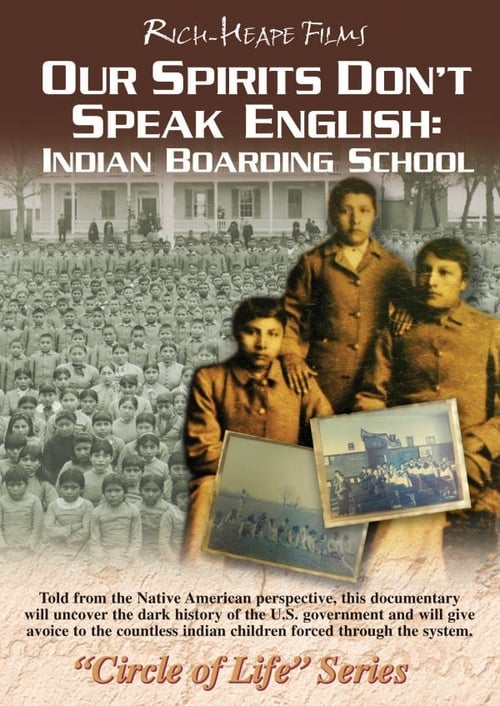 RICH-HEAPE FILMS
OUR SPIRITS DON'T
SPEAK ENGLISH:
INDIAN BOARDING SCHOOL
Told from the Native American perspective, this documentary
will uncover the dark history of the U.S. government and will give
avoice to the countless indian children forced through the system.
"Circle of Life" Series